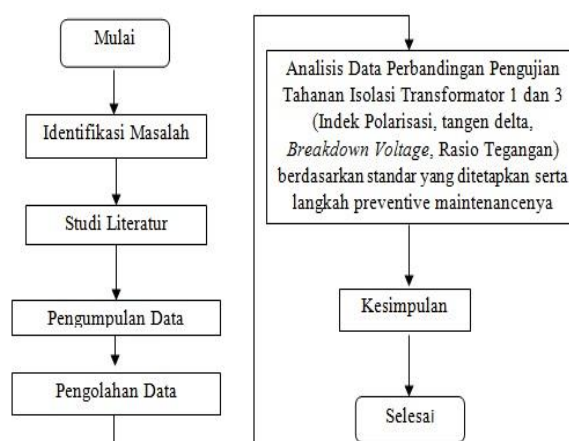 Mulai
Identifikasi Masalah
Studi Literatur
Pengumpulan Data
Pengolahan Data
Analisis Data Perbandingan Pengujian
Tahanan Isolasi Transformator 1 dan 3
(Indek Polarisasi, tangen delta,
Breakdown Voltage, Rasio Tegangan)
berdasarkan standar yang ditetapkan serta
langkah preventive maintenancenya
Kesimpulan
Selesai